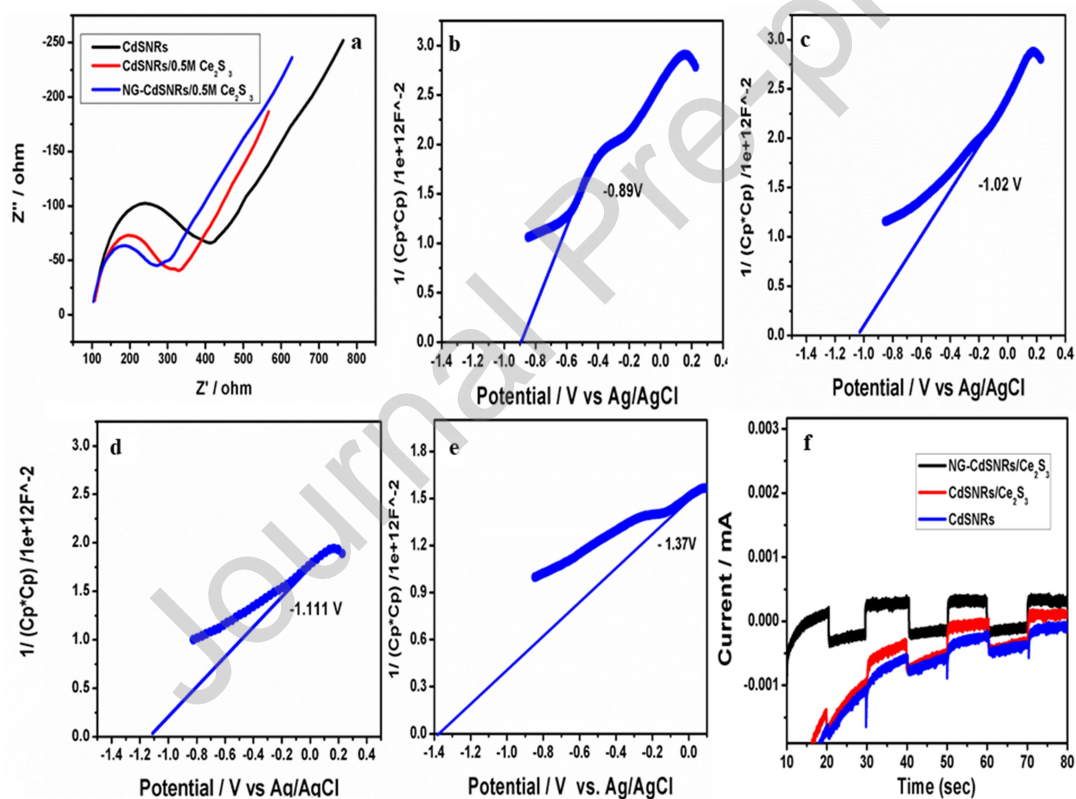 a
CdSNRs
CdSNRs/0.5M Ce₂S₃
NG-CdSNRs/0.5M Ce₂S₃
-250
-200
-150
-100
-50
0
Z'' / ohm
100 200 300 400 500 600 700 800
Z' / ohm
b
3.0
2.5
2.0
1.5
1.0
0.5
0.0
1/ (Cp*Cp) /1e+12F^-2
-0.89V
-1.4 -1.2 -1.0 -0.8 -0.6 -0.4 -0.2 0.0 0.2 0.4
Potential / V vs Ag/AgCl
c
3.0
2.5
2.0
1.5
1.0
0.5
0.0
1/ (Cp*Cp) /1e+12F^-2
-1.02 V
-1.4 -1.2 -1.0 -0.8 -0.6 -0.4 -0.2 0.0 0.2 0.4
Potential / V vs Ag/AgCl
d
3.0
2.5
2.0
1.5
1.0
0.5
0.0
1/ (Cp*Cp) /1e+12F^-2
-1.111 V
-1.4 -1.2 -1.0 -0.8 -0.6 -0.4 -0.2 0.0 0.2 0.4
Potential / V vs Ag/AgCl
e
1.8
1.5
1.2
0.9
0.6
0.3
0.0
1/ (Cp*Cp) /1e+12F^-2
- 1.37V
-1.4 -1.2 -1.0 -0.8 -0.6 -0.4 -0.2 0.0
Potential / V vs. Ag/AgCl
f
NG-CdSNRs/Ce₂S₃
CdSNRs/Ce₂S₃
CdSNRs
0.003
0.002
0.001
0.000
-0.001
Current / mA
10 20 30 40 50 60 70 80
Time (sec)
Journal Pre-p